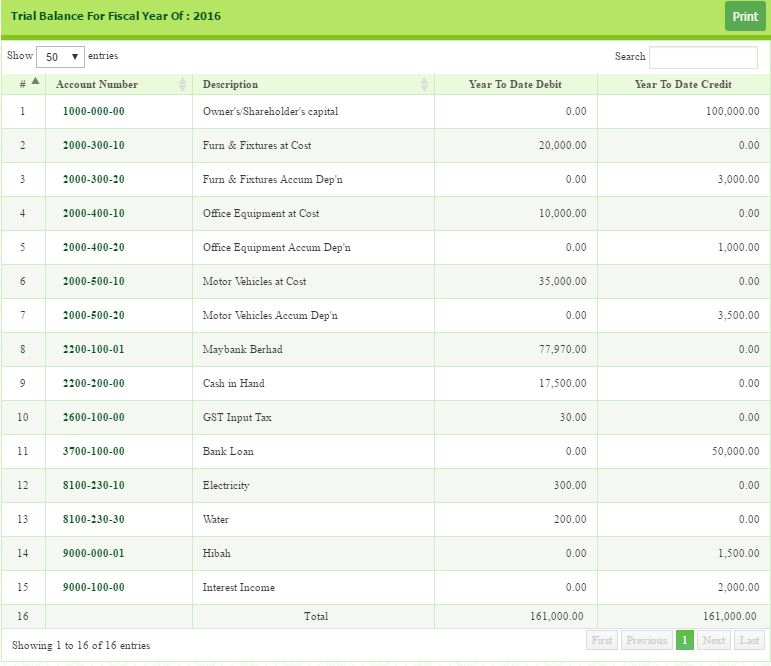 Trial Balance For Fiscal Year Of : 2016 Print
Show 50 entries Search
# Account Number Description Year To Date Debit Year To Date Credit
1 1000-000-00 Owner's/Shareholder's capital 0.00 100,000.00
2 2000-300-10 Furn & Fixtures at Cost 20,000.00 0.00
3 2000-300-20 Furn & Fixtures Accum Dep'n 0.00 3,000.00
4 2000-400-10 Office Equipment at Cost 10,000.00 0.00
5 2000-400-20 Office Equipment Accum Dep'n 0.00 1,000.00
6 2000-500-10 Motor Vehicles at Cost 35,000.00 0.00
7 2000-500-20 Motor Vehicles Accum Dep'n 0.00 3,500.00
8 2200-100-01 Maybank Berhad 77,970.00 0.00
9 2200-200-00 Cash in Hand 17,500.00 0.00
10 2600-100-00 GST Input Tax 30.00 0.00
11 3700-100-00 Bank Loan 0.00 50,000.00
12 8100-230-10 Electricity 300.00 0.00
13 8100-230-30 Water 200.00 0.00
14 9000-000-01 Hibah 0.00 1,500.00
15 9000-100-00 Interest Income 0.00 2,000.00
16 Total 161,000.00 161,000.00
Showing 1 to 16 of 16 entries First Previous 1 Next Last